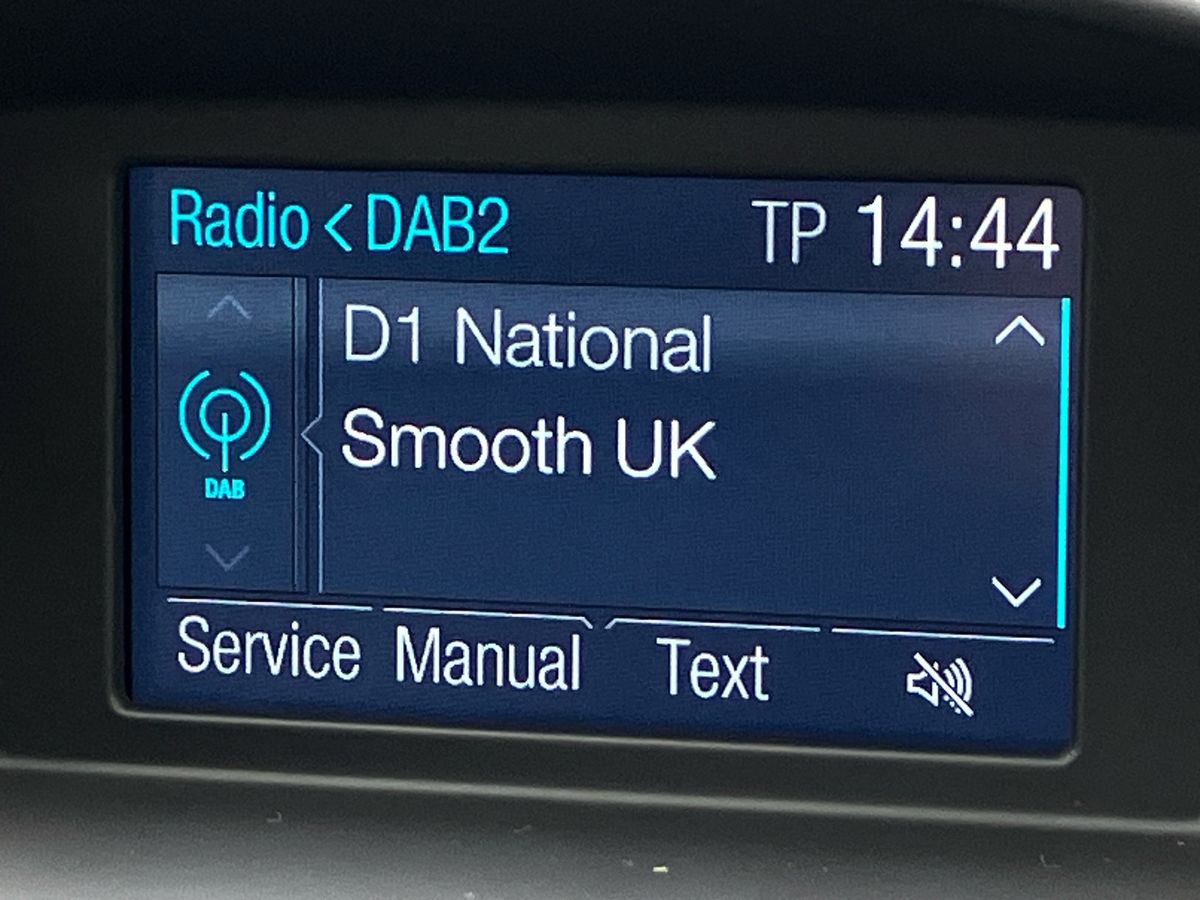 Radio < DAB2 TP 14:44
D1 National
Smooth UK
DAB
Service Manual Text